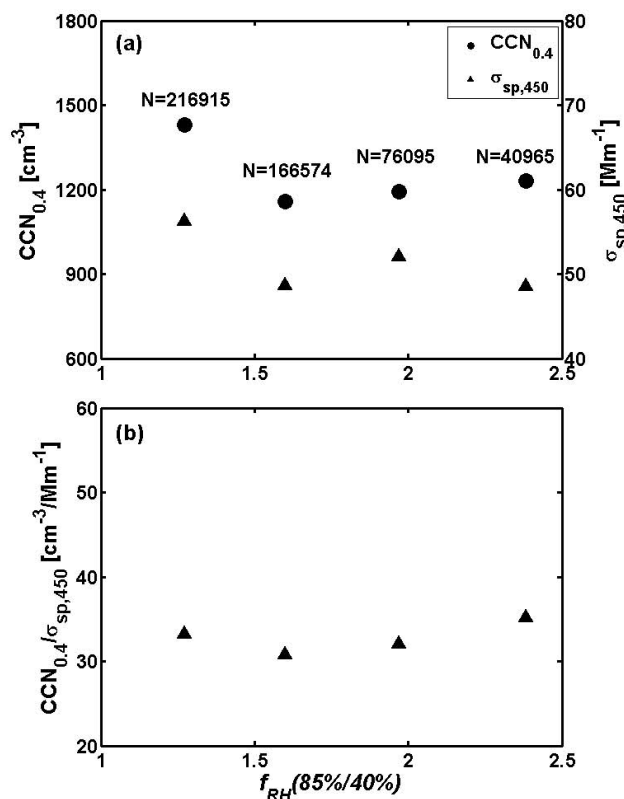 1800
1500
1200
900
600
CCN0.4 [cm-3]
(a)
N=216915
N=166574
N=76095
N=40965
CCN0.4
σsp,450
80
70
60
50
40
σsp,450 [Mm-1]
1
1.5
2
2.5
60
50
40
30
20
CCN0.4/σsp,450 [cm-3/Mm-1]
(b)
1
1.5
2
2.5
fRH(85%/40%)